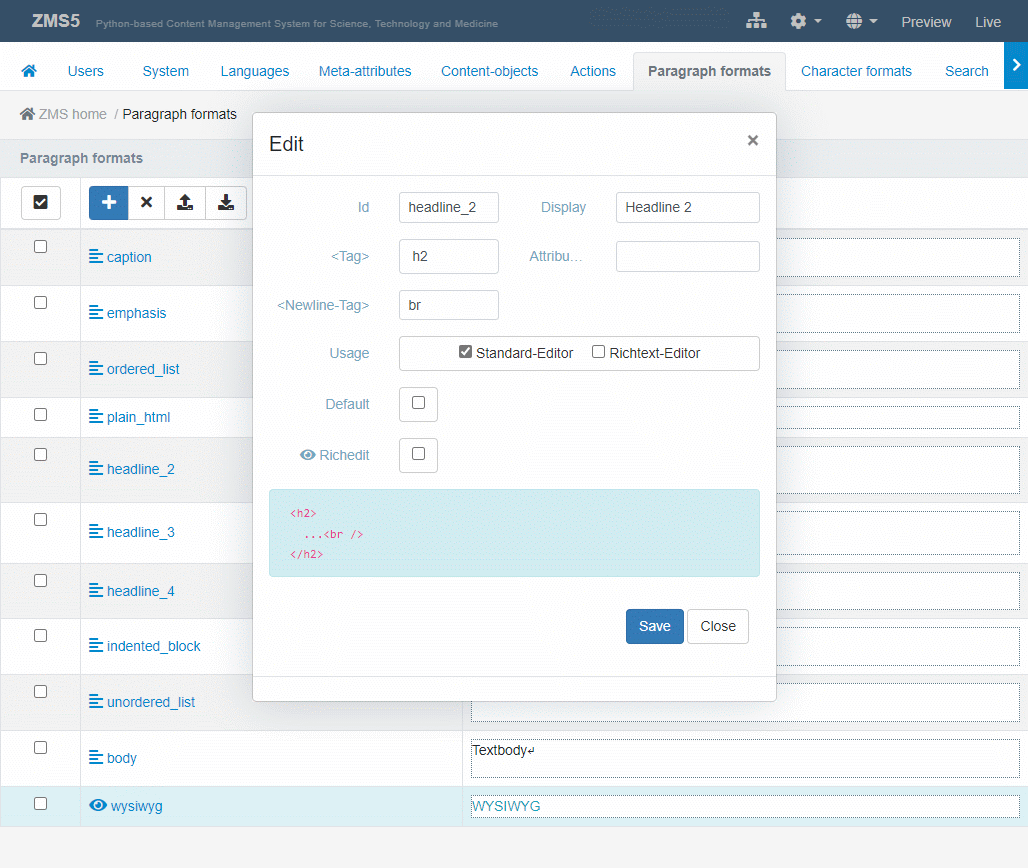 ZMS5 Python-based Content Management System for Science, Technology and Medicine Preview Live
Users System Languages Meta-attributes Content-objects Actions Paragraph formats Character formats Search
ZMS home / Paragraph formats
Paragraph formats
Edit ×
Id headline_2 Display Headline 2
<Tag> h2 Attribu…
<Newline-Tag> br
Usage Standard-Editor Richtext-Editor
Default
Richedit
<h2>
...<br />
</h2>
Save Close
caption
emphasis
ordered_list
plain_html
headline_2
headline_3
headline_4
indented_block
unordered_list
body Textbody↵
wysiwyg WYSIWYG